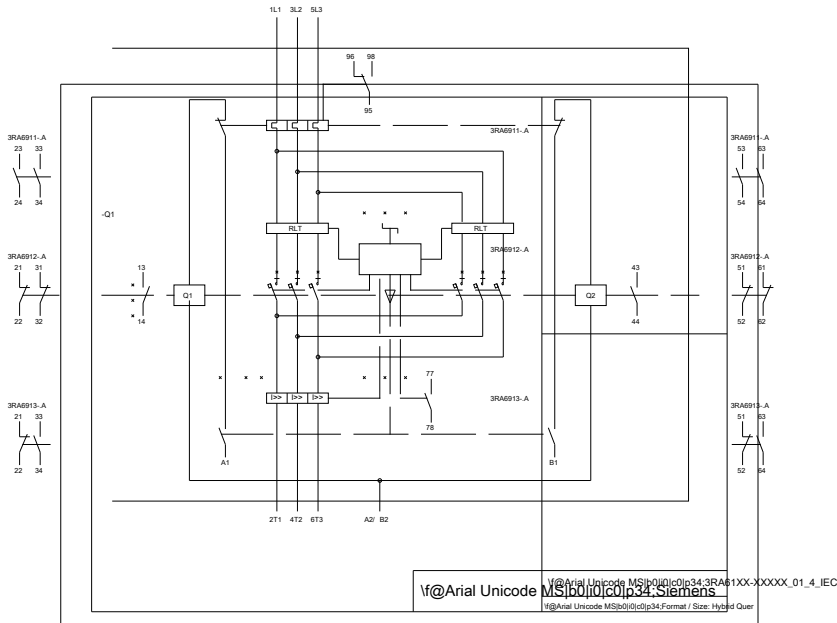 1L1 3L2 5L3
96 98
95
3RA6911-.A
23 33
24 34
3RA6911-.A
3RA6911-.A
53 63
54 64
-Q1
RLT RLT
3RA6912-.A
21 31
22 32
13
14
Q1
3RA6912-.A
Q2
43
44
3RA6912-.A
51 61
52 62
77
78
I>> I>> I>>
3RA6913-.A
21 33
22 34
3RA6913-.A
3RA6913-.A
51 63
52 64
A1 B1
2T1 4T2 6T3 A2/ B2
\f@Arial Unicode MS|b0|i0|c0|p34;Siemens
\f@Arial Unicode MS|b0|i0|c0|p34;3RA61XX-XXXXX_01_4_IEC
\f@Arial Unicode MS|b0|i0|c0|p34;Format / Size: Hybrid Quer